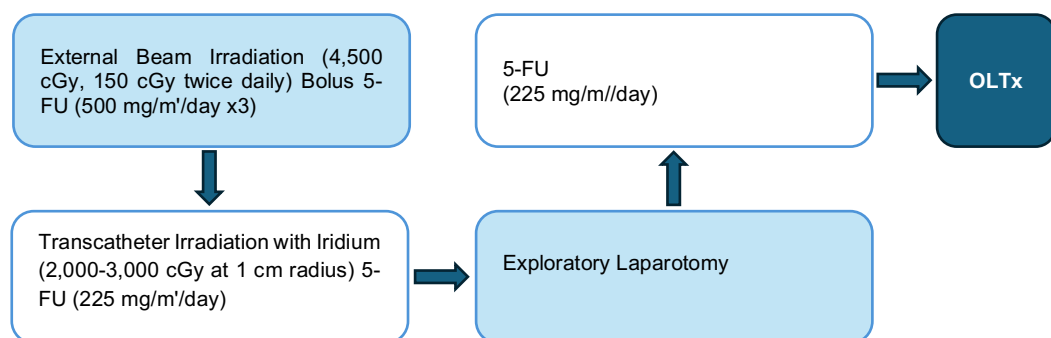 External Beam Irradiation (4,500
cGy, 150 cGy twice daily) Bolus 5-
FU (500 mg/m'/day x3)
Transcatheter Irradiation with Iridium
(2,000-3,000 cGy at 1 cm radius) 5-
FU (225 mg/m'/day)
Exploratory Laparotomy
5-FU
(225 mg/m//day)
OLTx